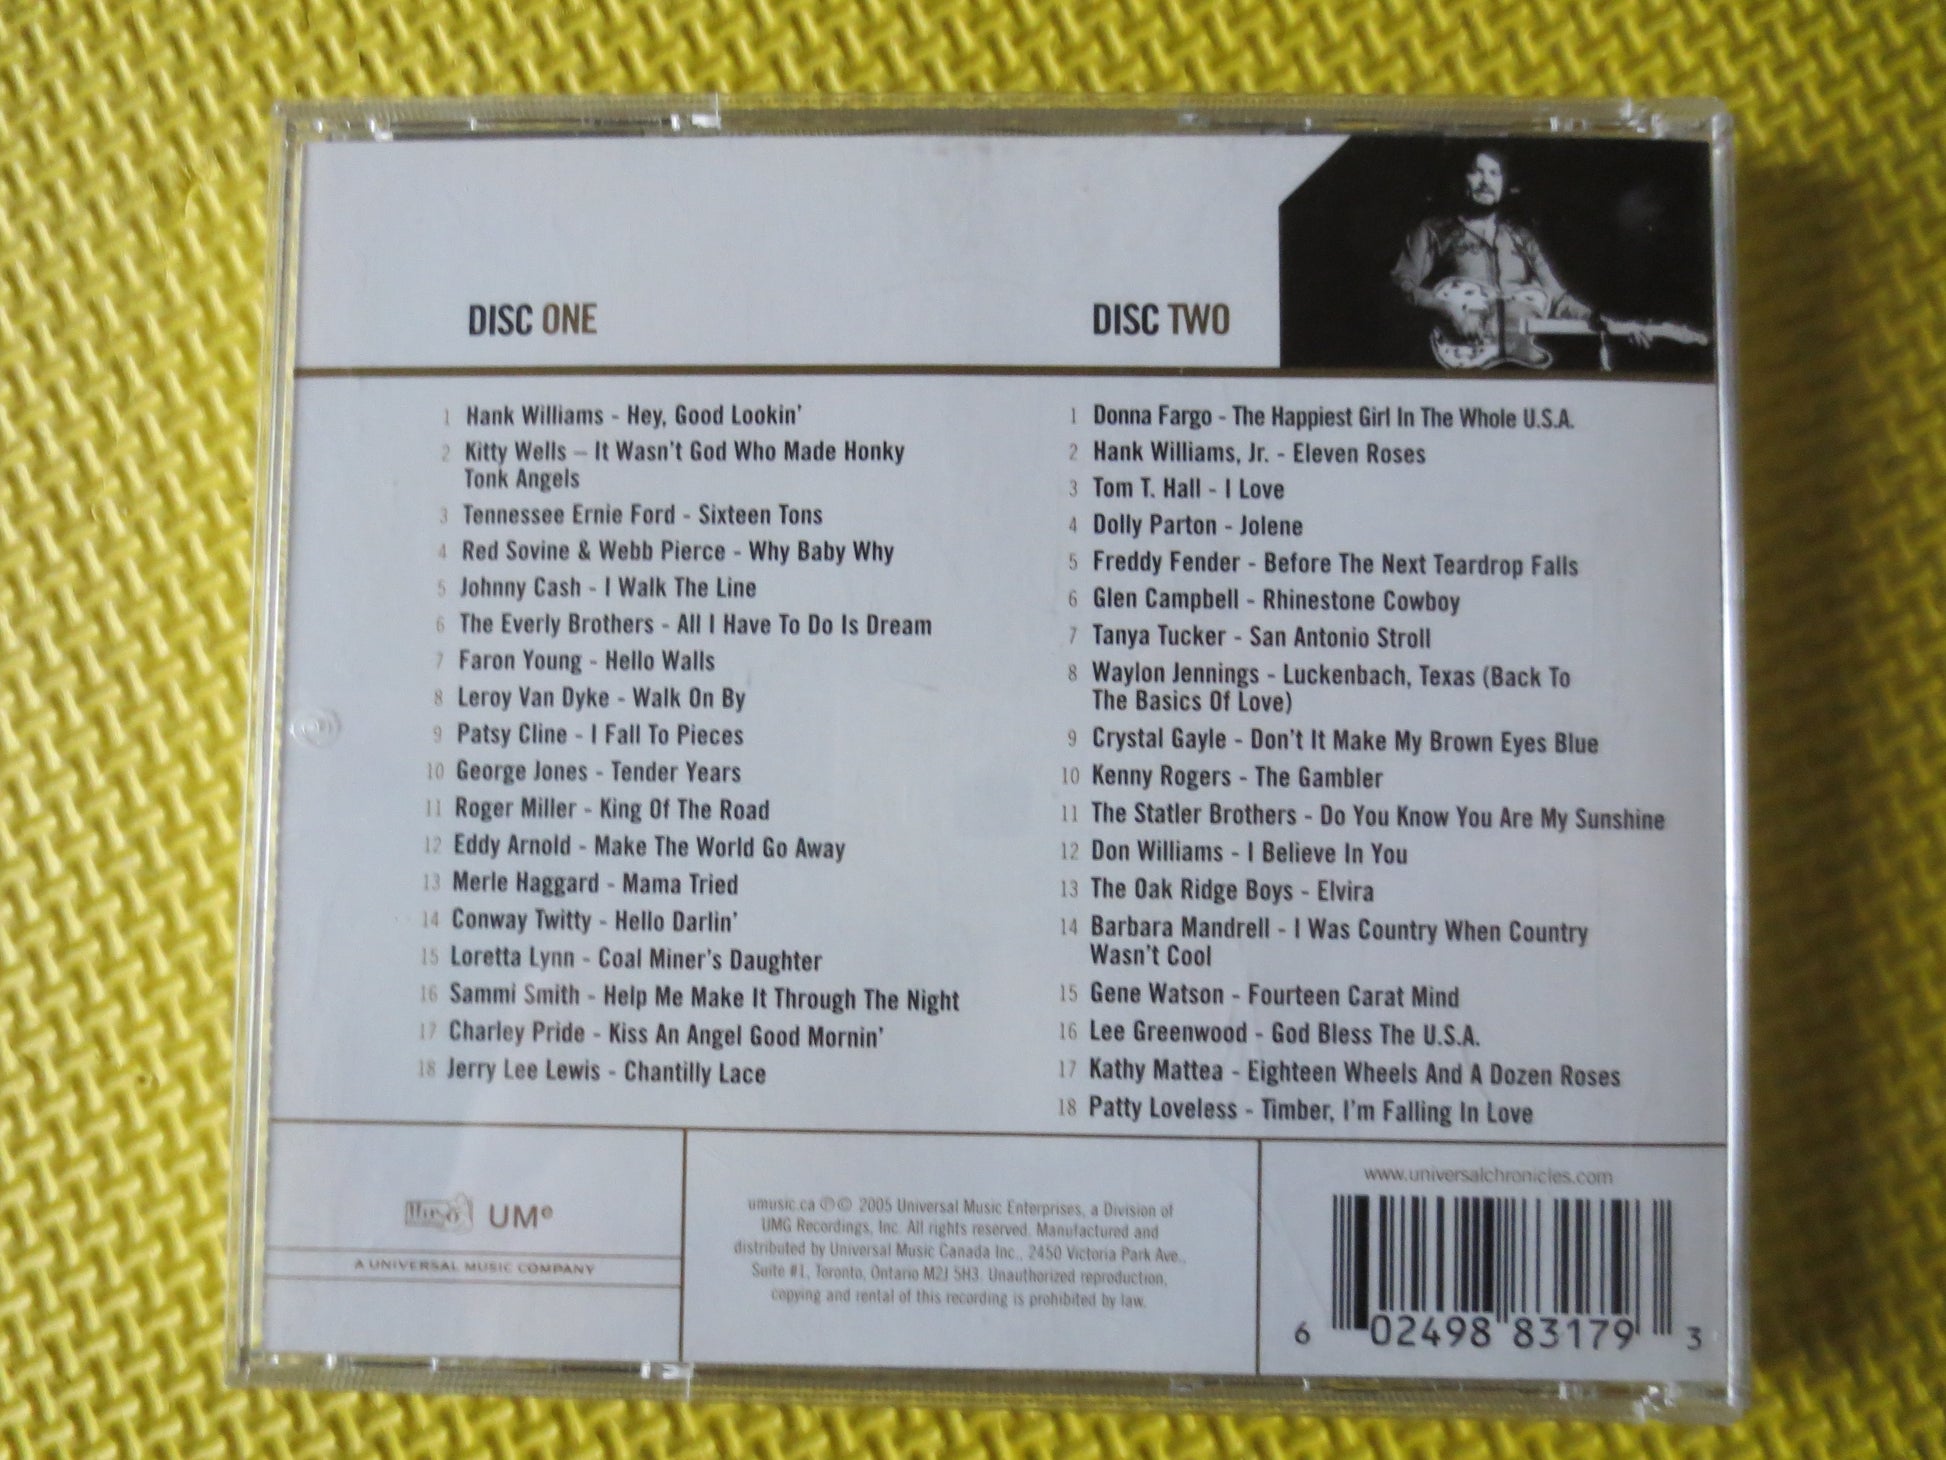 DISC ONE
1 Hank Williams - Hey, Good Lookin'
2 Kitty Wells – It Wasn't God Who Made Honky
Tonk Angels
3 Tennessee Ernie Ford - Sixteen Tons
4 Red Sovine & Webb Pierce - Why Baby Why
5 Johnny Cash - I Walk The Line
6 The Everly Brothers - All I Have To Do Is Dream
7 Faron Young - Hello Walls
8 Leroy Van Dyke - Walk On By
9 Patsy Cline - I Fall To Pieces
10 George Jones - Tender Years
11 Roger Miller - King Of The Road
12 Eddy Arnold - Make The World Go Away
13 Merle Haggard - Mama Tried
14 Conway Twitty - Hello Darlin'
15 Loretta Lynn - Coal Miner's Daughter
16 Sammi Smith - Help Me Make It Through The Night
17 Charley Pride - Kiss An Angel Good Mornin'
18 Jerry Lee Lewis - Chantilly Lace
DISC TWO
1 Donna Fargo - The Happiest Girl In The Whole U.S.A.
2 Hank Williams, Jr. - Eleven Roses
3 Tom T. Hall - I Love
4 Dolly Parton - Jolene
5 Freddy Fender - Before The Next Teardrop Falls
6 Glen Campbell - Rhinestone Cowboy
7 Tanya Tucker - San Antonio Stroll
8 Waylon Jennings - Luckenbach, Texas (Back To
The Basics Of Love)
9 Crystal Gayle - Don't It Make My Brown Eyes Blue
10 Kenny Rogers - The Gambler
11 The Statler Brothers - Do You Know You Are My Sunshine
12 Don Williams - I Believe In You
13 The Oak Ridge Boys - Elvira
14 Barbara Mandrell - I Was Country When Country
Wasn't Cool
15 Gene Watson - Fourteen Carat Mind
16 Lee Greenwood - God Bless The U.S.A.
17 Kathy Mattea - Eighteen Wheels And A Dozen Roses
18 Patty Loveless - Timber, I'm Falling In Love
UMe
A UNIVERSAL MUSIC COMPANY
umusic.ca ℗© 2005 Universal Music Enterprises, a Division of
UMG Recordings, Inc. All rights reserved. Manufactured and
distributed by Universal Music Canada Inc., 2450 Victoria Park Ave.,
Suite #1, Toronto, Ontario M2J 5H3. Unauthorized reproduction,
copying and rental of this recording is prohibited by law.
www.universalchronicles.com
6 02498 83179 3